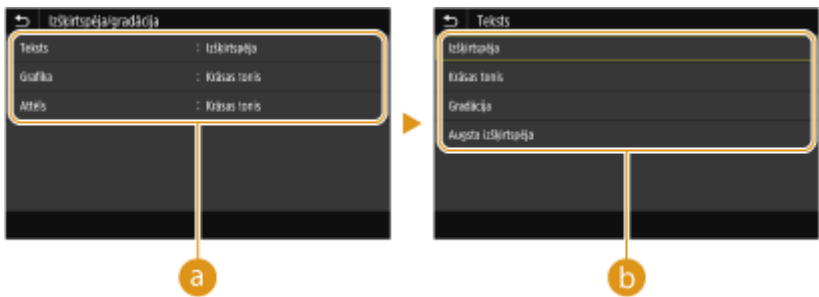 Izšķirtspēja/gradācija
Teksts : Izšķirtspēja
Grafika : Krāsas tonis
Attēls : Krāsas tonis
a
Teksts
Izšķirtspēja
Krāsas tonis
Gradācija
Augsta izšķirtspēja
b